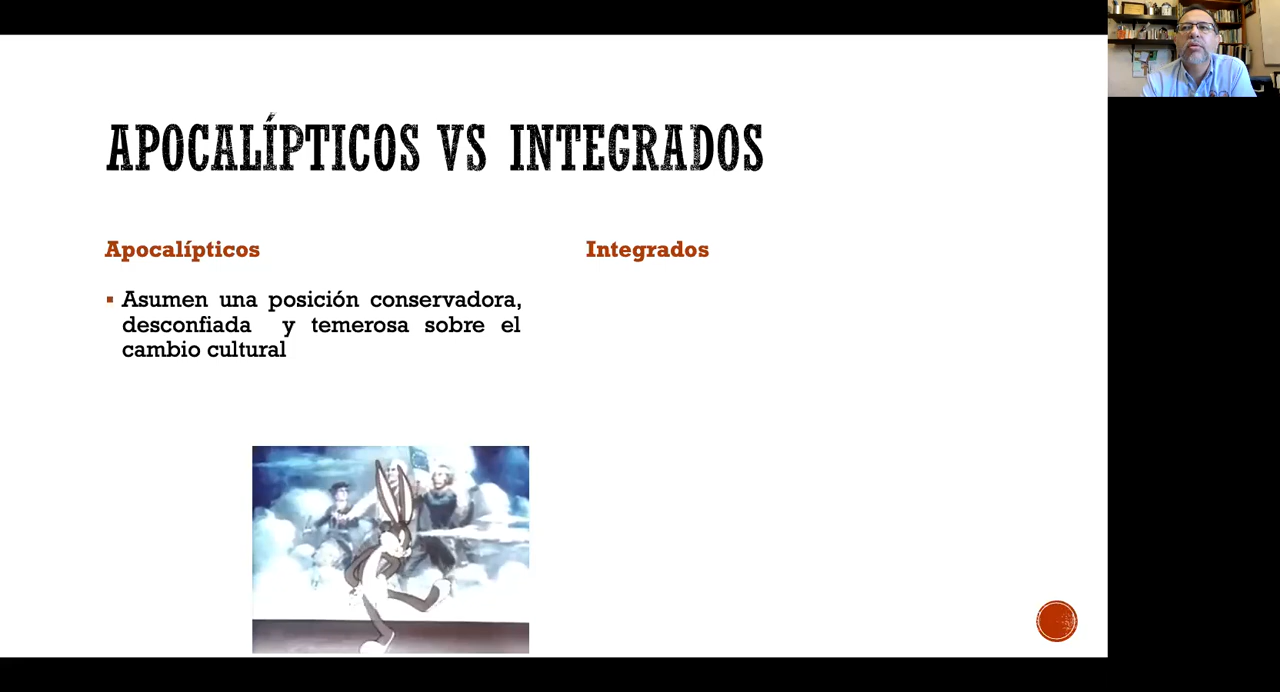 APOCALÍPTICOS VS INTEGRADOS
Apocalípticos
Asumen una posición conservadora,
desconfiada y temerosa sobre el
cambio cultural
Integrados